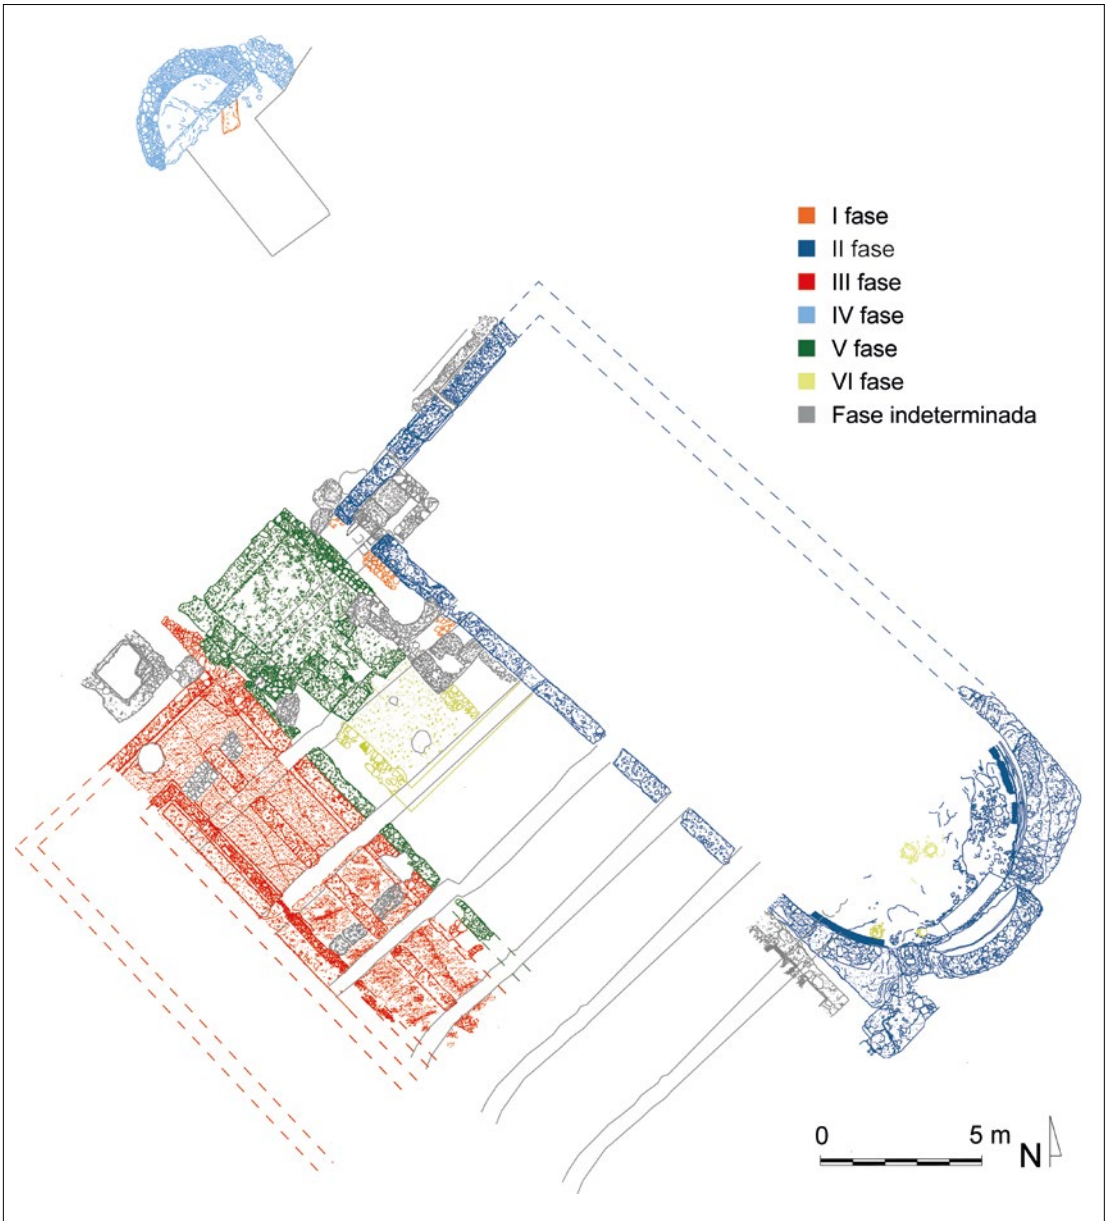 I fase
II fase
III fase
IV fase
V fase
VI fase
Fase indeterminada
0 5 m N